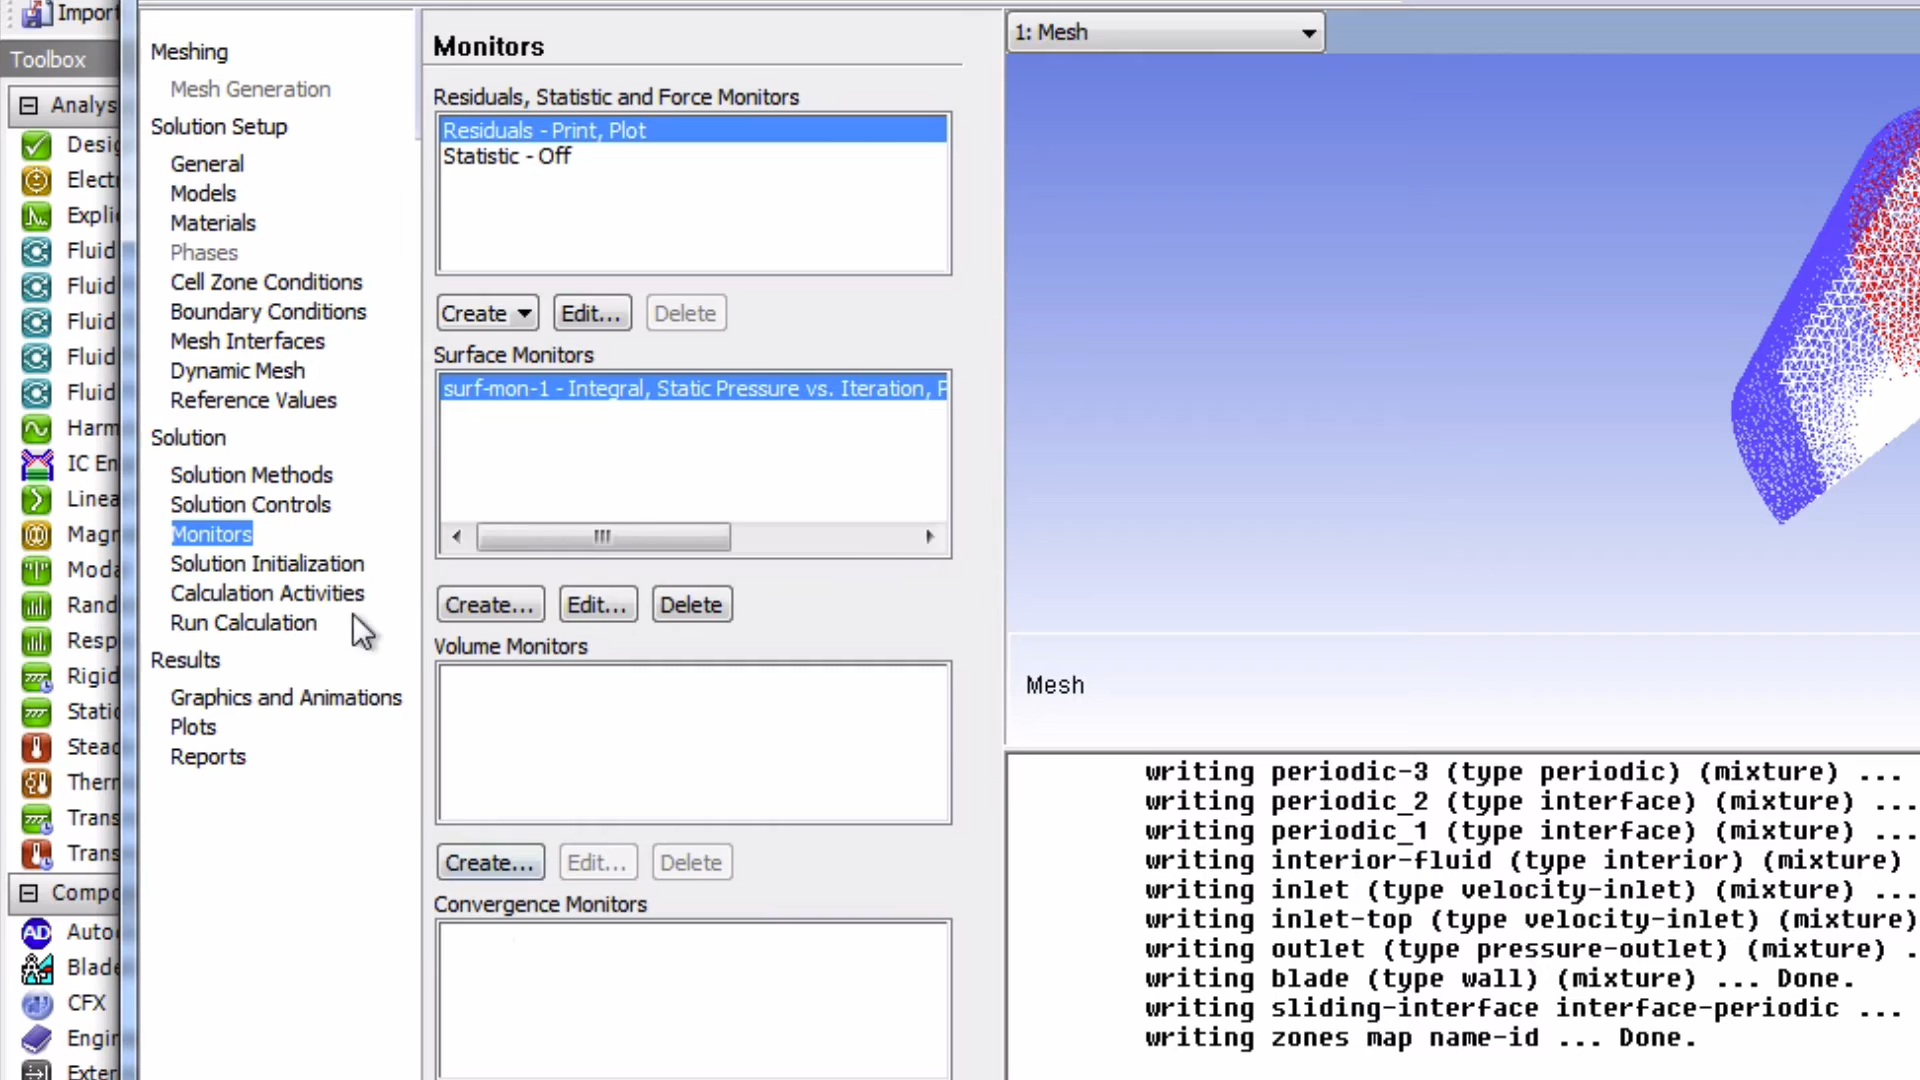 Import
Toolbox
Analys
Desig
Electr
Explic
Fluid
Fluid
Fluid
Fluid
Fluid
Harm
IC En
Linea
Magn
Moda
Rand
Resp
Rigid
Static
Stead
Therm
Trans
Trans
Compo
AD Auto
Blade
CFX
Engin
Exter
Meshing
Mesh Generation
Solution Setup
General
Models
Materials
Phases
Cell Zone Conditions
Boundary Conditions
Mesh Interfaces
Dynamic Mesh
Reference Values
Solution
Solution Methods
Solution Controls
Monitors
Solution Initialization
Calculation Activities
Run Calculation
Results
Graphics and Animations
Plots
Reports
Monitors
Residuals, Statistic and Force Monitors
Residuals - Print, Plot
Statistic - Off
Create Edit... Delete
Surface Monitors
surf-mon-1 - Integral, Static Pressure vs. Iteration, P
Create... Edit... Delete
Volume Monitors
Create... Edit... Delete
Convergence Monitors
1: Mesh
Mesh
writing periodic-3 (type periodic) (mixture) ...
writing periodic_2 (type interface) (mixture) ...
writing periodic_1 (type interface) (mixture) ...
writing interior-fluid (type interior) (mixture)
writing inlet (type velocity-inlet) (mixture) ...
writing inlet-top (type velocity-inlet) (mixture)
writing outlet (type pressure-outlet) (mixture) .
writing blade (type wall) (mixture) ... Done.
writing sliding-interface interface-periodic ...
writing zones map name-id ... Done.